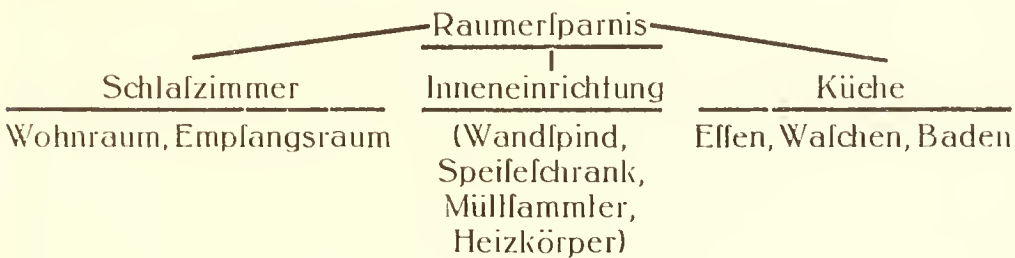 Raumerſparnis
Schlafzimmer
Wohnraum, Empfangsraum
Inneneinrichtung
(Wandſpind,
Speiſeſchrank,
Müllſammler,
Heizkörper)
Küche
Eſſen, Waſchen, Baden